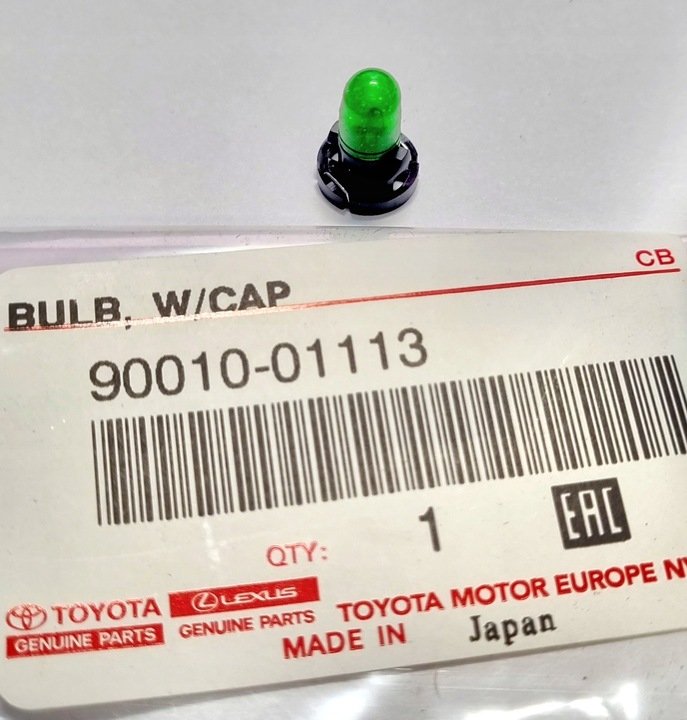 CB
BULB, W/CAP
90010-01113
QTY: 1
EAC
TOYOTA
GENUINE PARTS
LEXUS
GENUINE PARTS
TOYOTA MOTOR EUROPE NV
MADE IN Japan